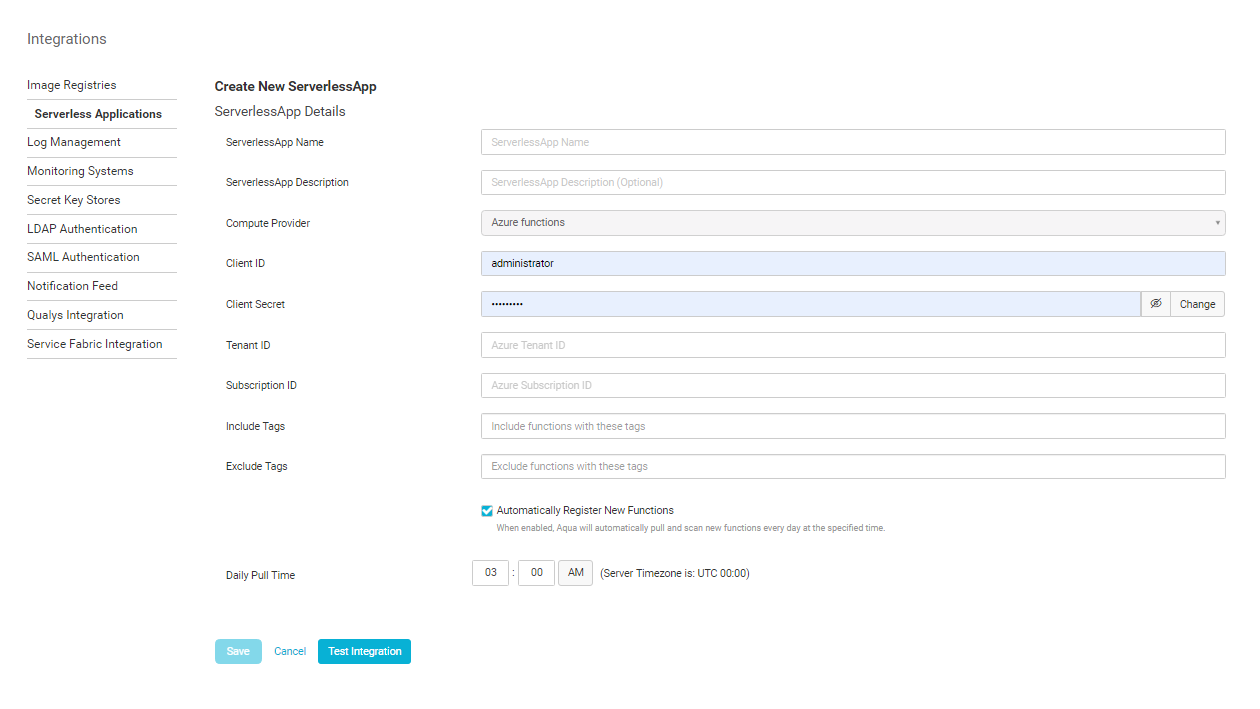 Integrations
Image Registries
Serverless Applications
Log Management
Monitoring Systems
Secret Key Stores
LDAP Authentication
SAML Authentication
Notification Feed
Qualys Integration
Service Fabric Integration
Create New ServerlessApp
ServerlessApp Details
ServerlessApp Name ServerlessApp Name
ServerlessApp Description ServerlessApp Description (Optional)
Compute Provider Azure functions
Client ID administrator
Client Secret ••••••••• Change
Tenant ID Azure Tenant ID
Subscription ID Azure Subscription ID
Include Tags Include functions with these tags
Exclude Tags Exclude functions with these tags
Automatically Register New Functions
When enabled, Aqua will automatically pull and scan new functions every day at the specified time.
Daily Pull Time 03 : 00 AM (Server Timezone is: UTC 00:00)
Save Cancel Test Integration